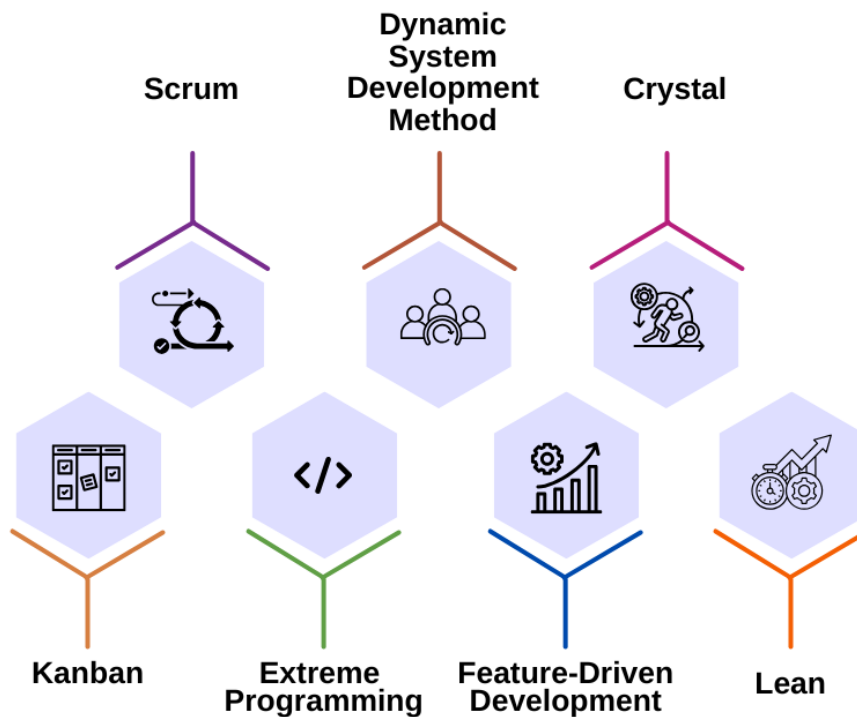 Scrum
Dynamic
System
Development
Method
Crystal
Kanban
Extreme
Programming
Feature-Driven
Development
Lean